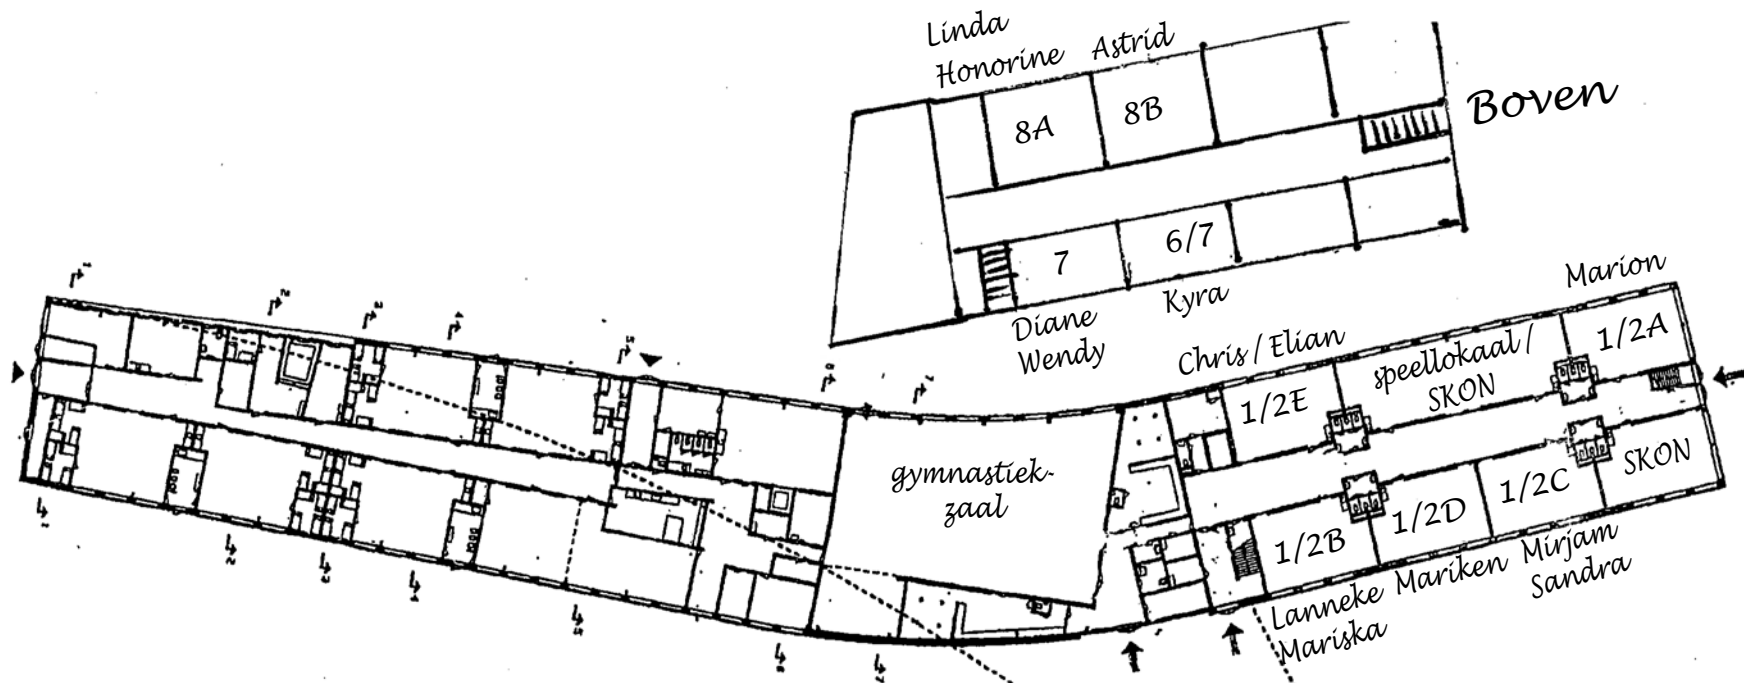 Linda
Honorine
Astrid
8A
8B
Boven
7
6/7
Diane
Wendy
Kyra
Marion
Chris / Elian
1/2E
speellokaal /
SKON
1/2A
gymnastiek-
zaal
1/2B
1/2D
1/2C
SKON
Lanneke
Mariska
Mariken
Mirjam
Sandra